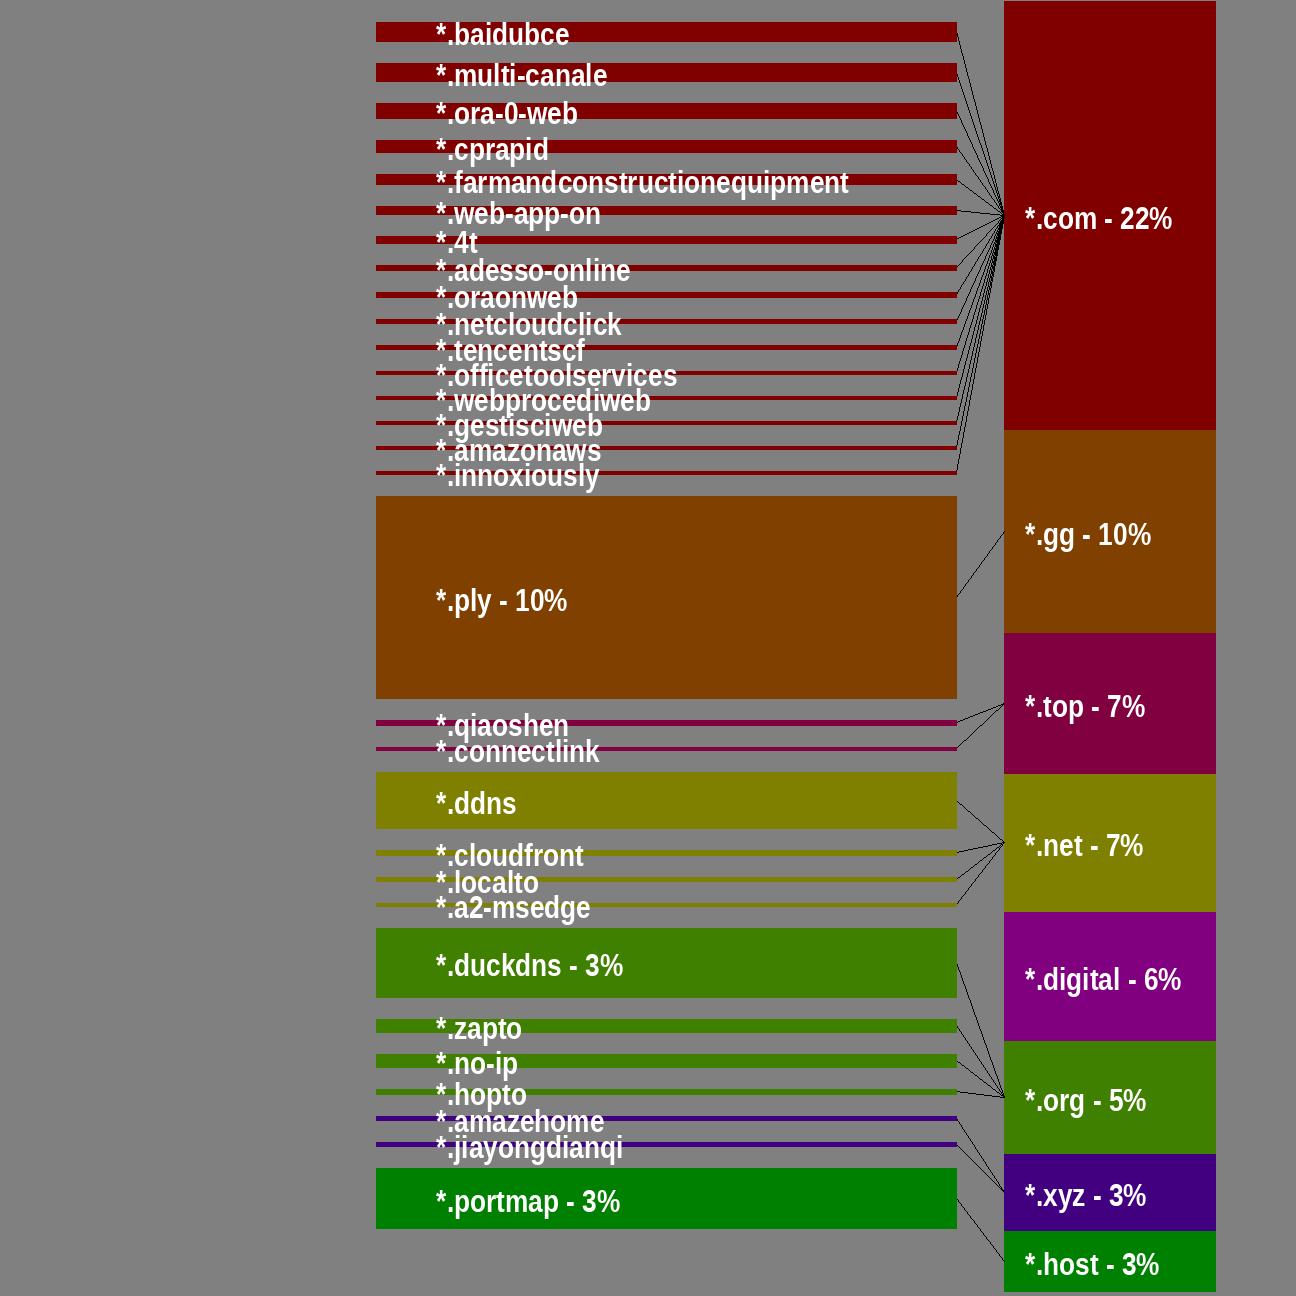 *.baidubce
*.multi-canale
*.ora-0-web
*.cprapid
*.farmandconstructionequipment
*.web-app-on
*.4t
*.adesso-online
*.oraonweb
*.netcloudclick
*.tencentscf
*.officetoolservices
*.webprocediweb
*.gestisciweb
*.amazonaws
*.innoxiously
*.ply - 10%
*.qiaoshen
*.connectlink
*.ddns
*.cloudfront
*.localto
*.a2-msedge
*.duckdns - 3%
*.zapto
*.no-ip
*.hopto
*.amazehome
*.jiayongdianqi
*.portmap - 3%
*.com - 22%
*.gg - 10%
*.top - 7%
*.net - 7%
*.digital - 6%
*.org - 5%
*.xyz - 3%
*.host - 3%